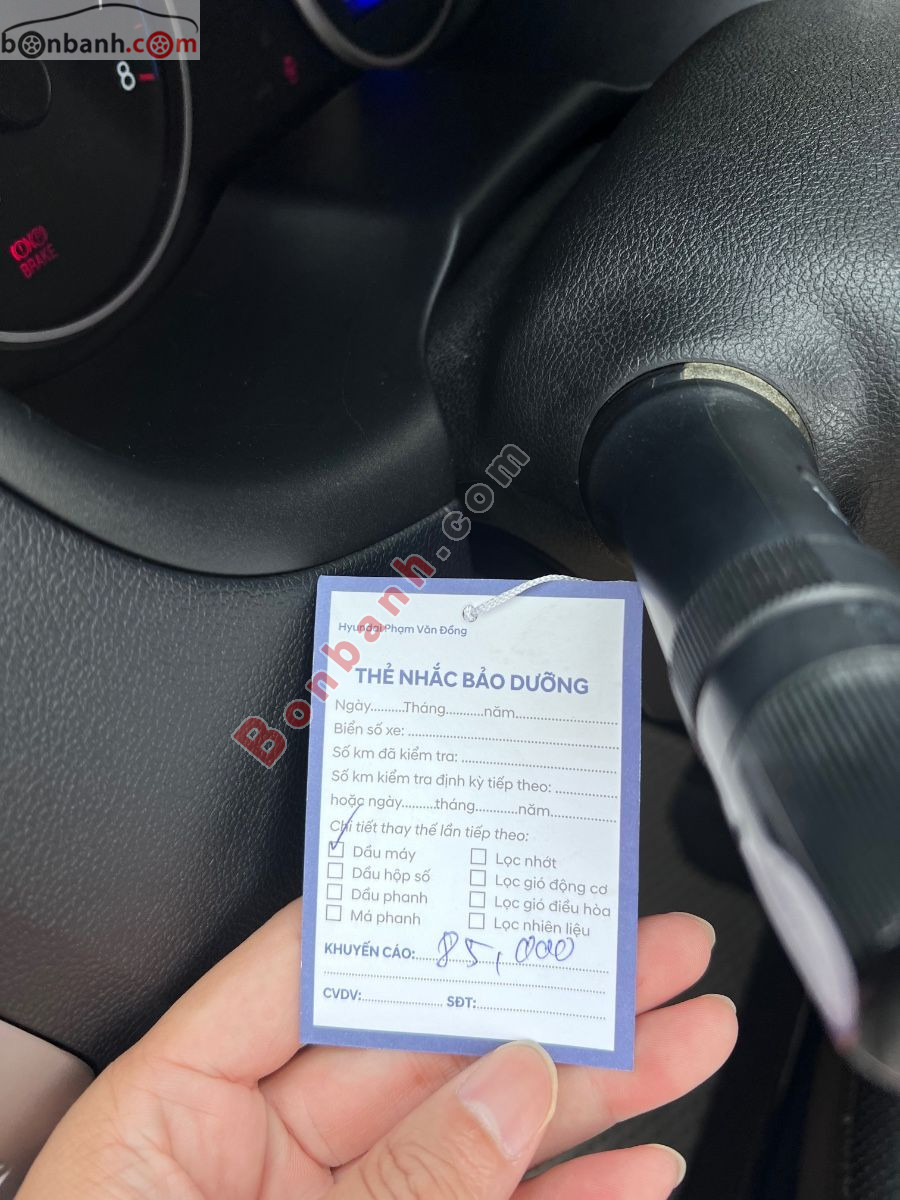 bonbanh.com
8
BRAKE
Bonbanh.com
Hyundai Phạm Văn Đồng
THẺ NHẮC BẢO DƯỠNG
Ngày.........Tháng..........năm...........................
Biển số xe: .......................................................
Số km đã kiểm tra: ........................................
Số km kiểm tra định kỳ tiếp theo: ................
hoặc ngày.........tháng...........năm.................
Chi tiết thay thế lần tiếp theo:
Dầu máy
Lọc nhớt
Dầu hộp số
Lọc gió động cơ
Dầu phanh
Lọc gió điều hòa
Má phanh
Lọc nhiên liệu
KHUYẾN CÁO: 85,000
CVDV:...................... SĐT:..................................